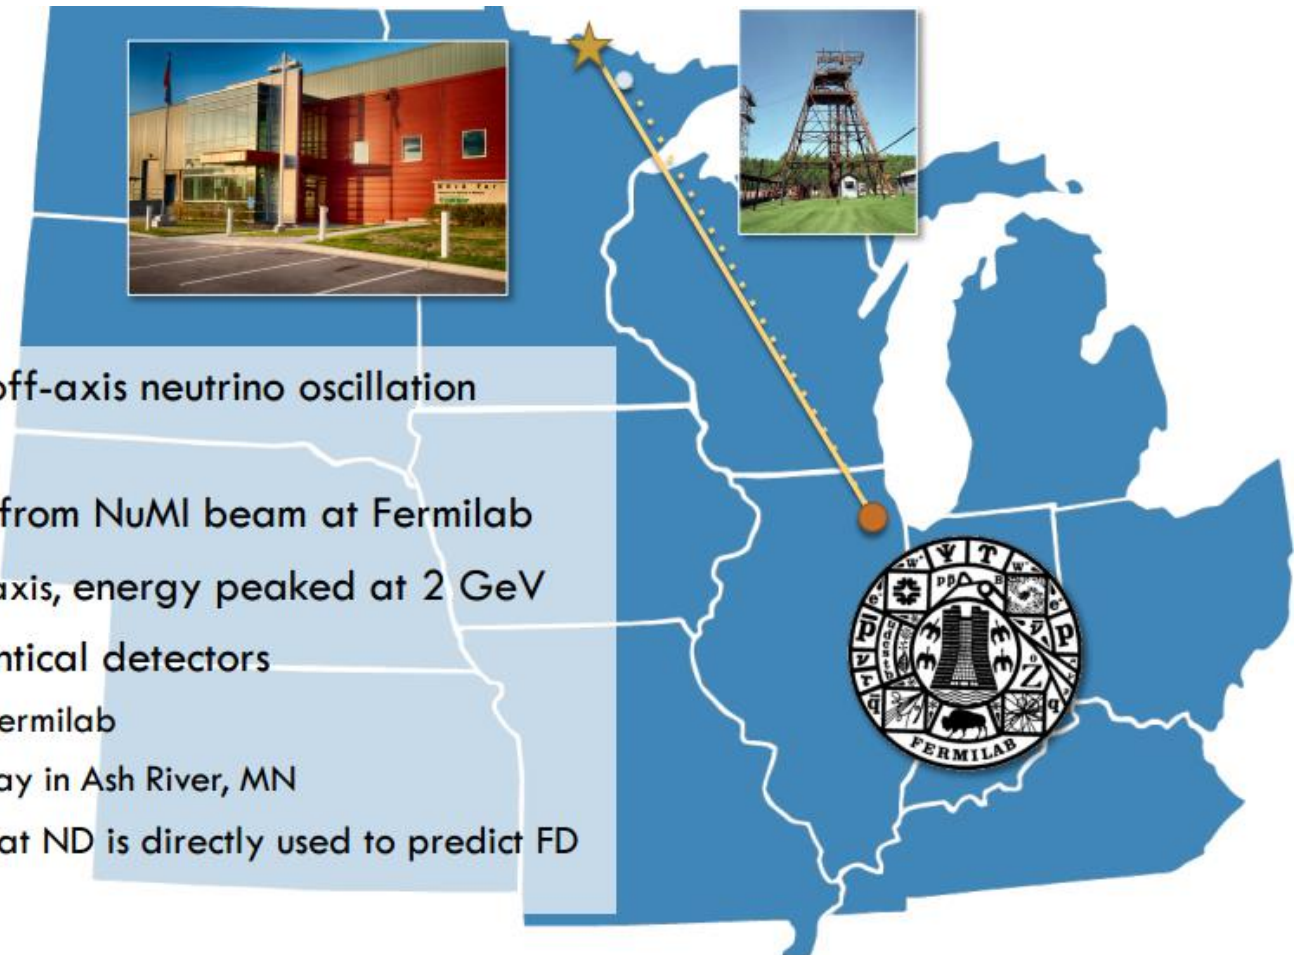 off-axis neutrino oscillation
from NuMI beam at Fermilab
axis, energy peaked at 2 GeV
ntical detectors
ermilab
ay in Ash River, MN
at ND is directly used to predict FD
FERMILAB